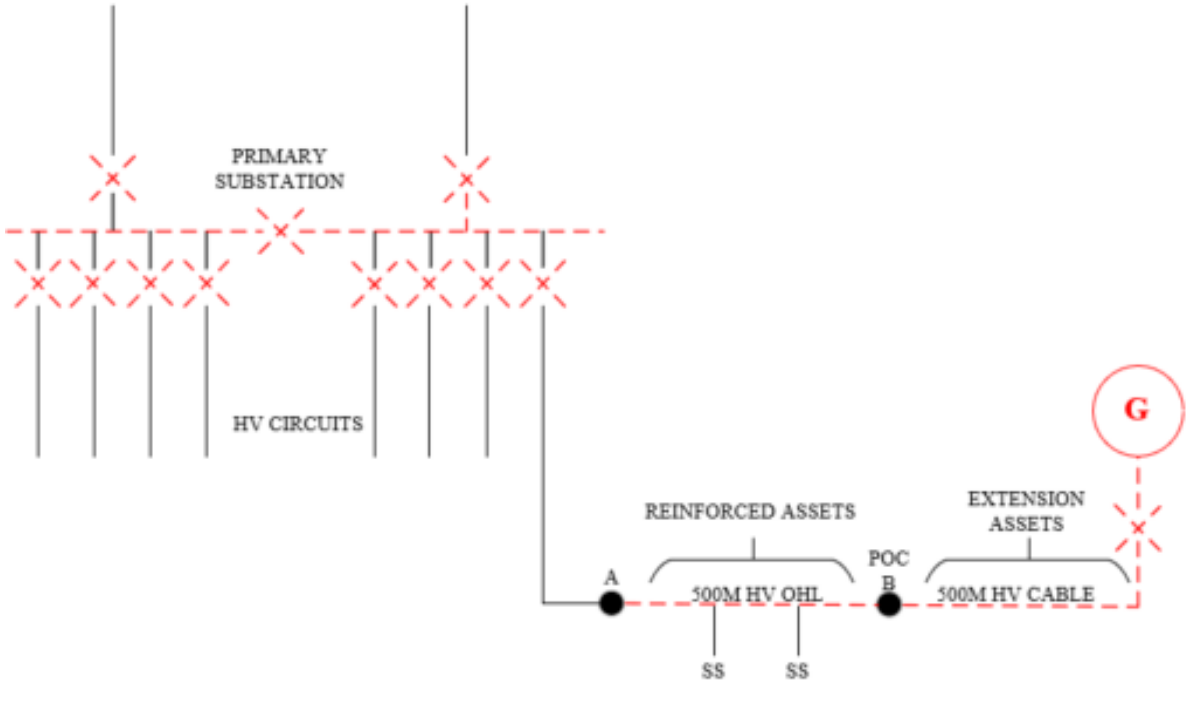 PRIMARY
SUBSTATION
HV CIRCUITS
G
REINFORCED ASSETS
EXTENSION
ASSETS
POC
A
B
500M HV OHL
500M HV CABLE
SS
SS